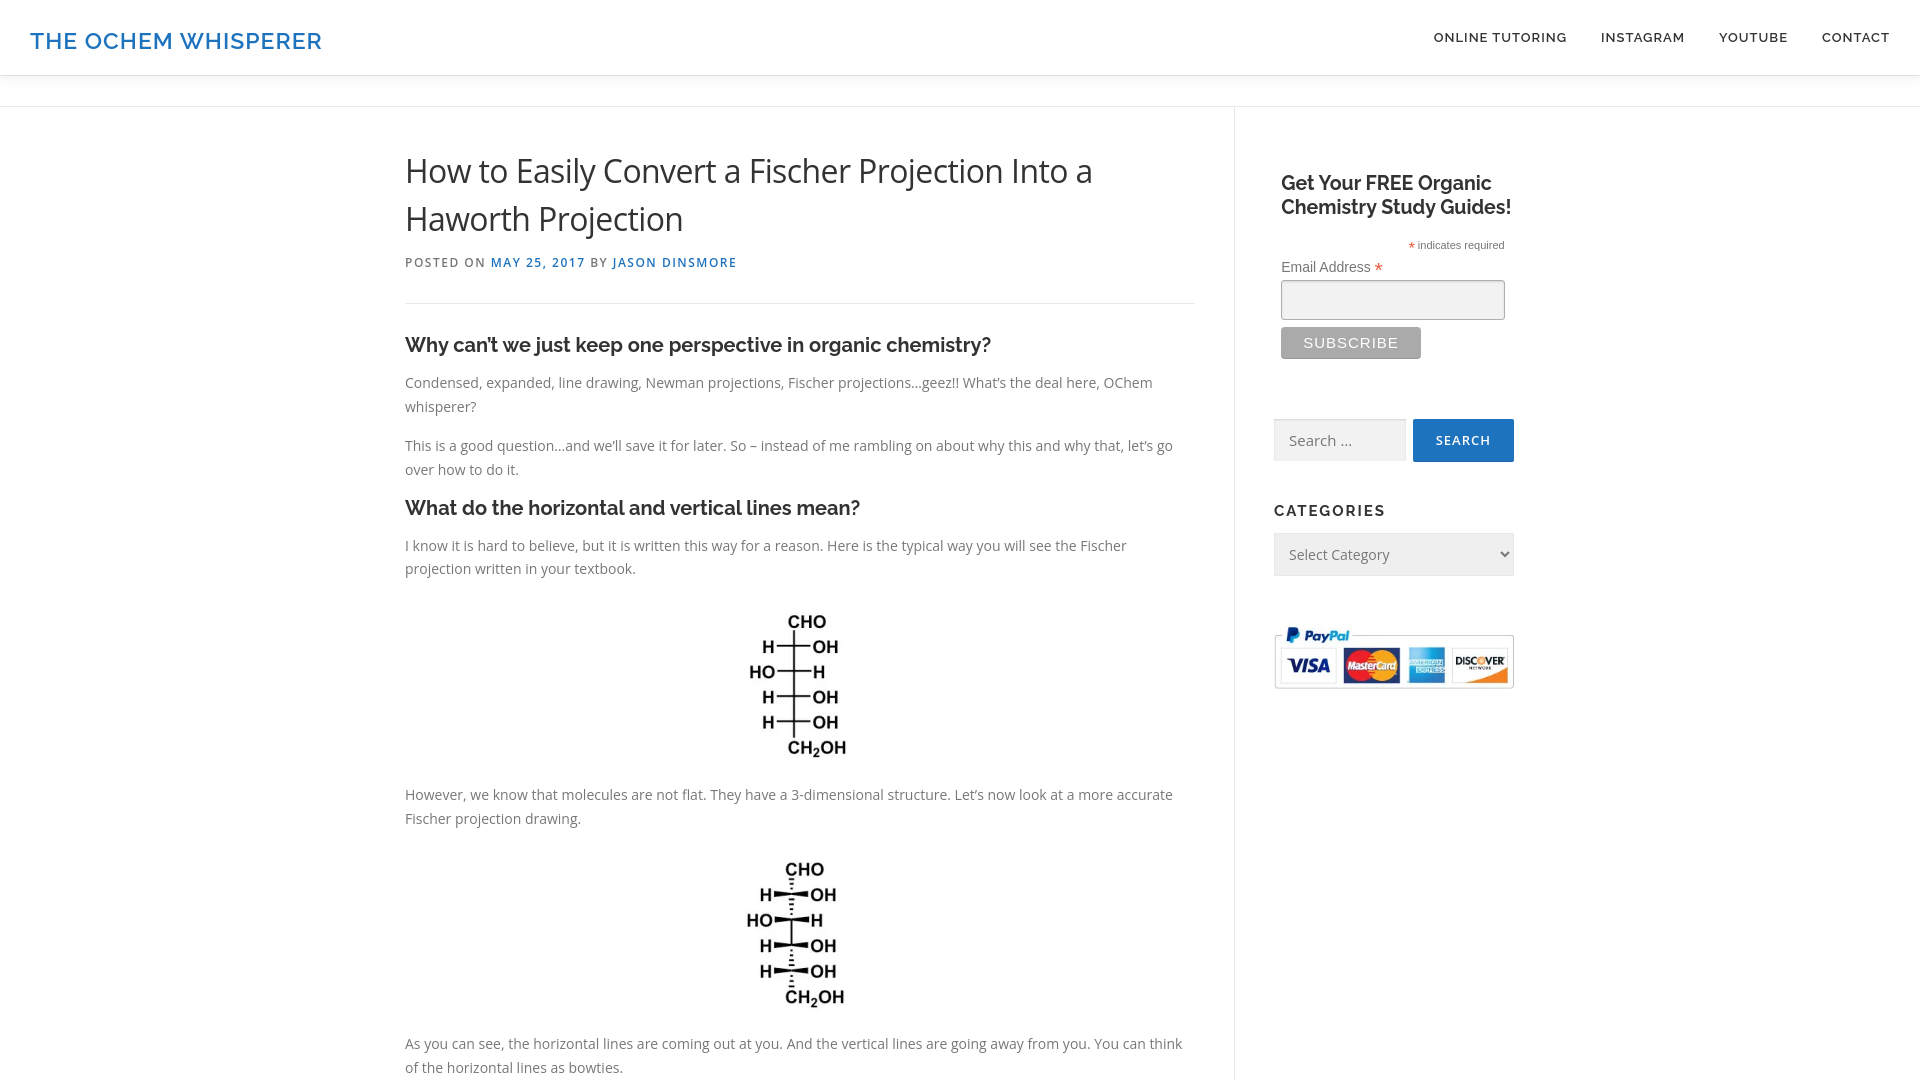 THE OCHEM WHISPERER
ONLINE TUTORING
INSTAGRAM
YOUTUBE
CONTACT
How to Easily Convert a Fischer Projection Into a
Haworth Projection
POSTED ON MAY 25, 2017 BY JASON DINSMORE
Why can’t we just keep one perspective in organic chemistry?
Condensed, expanded, line drawing, Newman projections, Fischer projections…geez!! What’s the deal here, OChem
whisperer?
This is a good question…and we’ll save it for later. So – instead of me rambling on about why this and why that, let’s go
over how to do it.
What do the horizontal and vertical lines mean?
I know it is hard to believe, but it is written this way for a reason. Here is the typical way you will see the Fischer
projection written in your textbook.
CHO
H OH
HO H
H OH
H OH
CH2OH
However, we know that molecules are not flat. They have a 3-dimensional structure. Let’s now look at a more accurate
Fischer projection drawing.
CHO
H OH
HO H
H OH
H OH
CH2OH
As you can see, the horizontal lines are coming out at you. And the vertical lines are going away from you. You can think
of the horizontal lines as bowties.
Get Your FREE Organic
Chemistry Study Guides!
* indicates required
Email Address *
SUBSCRIBE
Search …
SEARCH
CATEGORIES
Select Category
PayPal
VISA
MasterCard
AMERICAN EXPRESS
DISCOVER
NETWORK